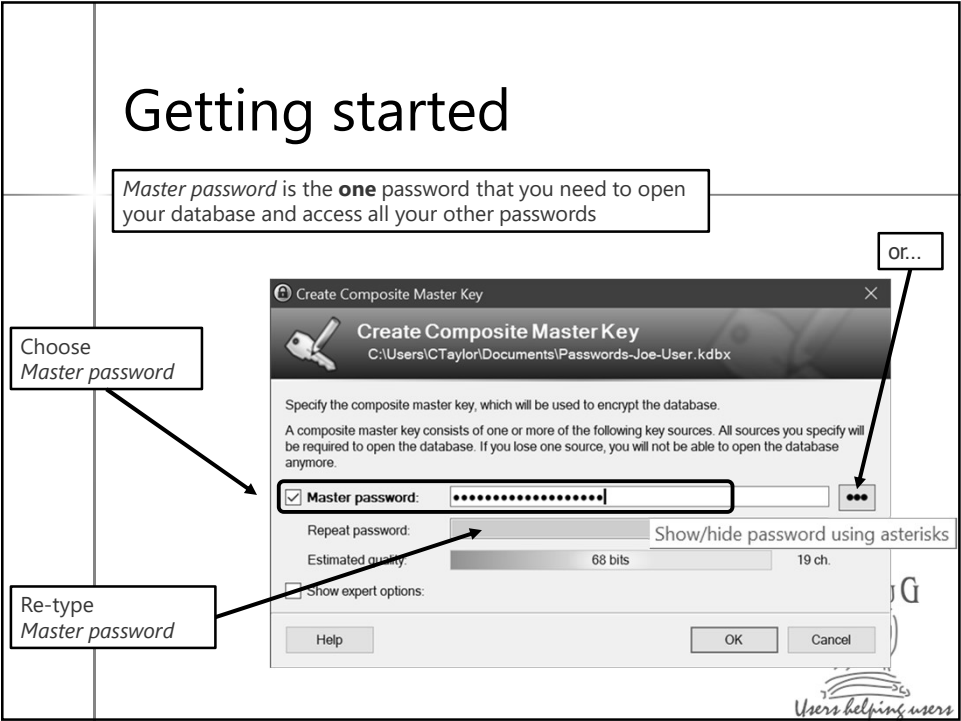 Getting started
Master password is the one password that you need to open
your database and access all your other passwords
or...
Create Composite Master Key
Create Composite Master Key
C:\Users\CTaylor\Documents\Passwords-Joe-User.kdbx
Choose
Master password
Specify the composite master key, which will be used to encrypt the database.
A composite master key consists of one or more of the following key sources. All sources you specify will
be required to open the database. If you lose one source, you will not be able to open the database
anymore.
Master password:
Repeat password:
Show/hide password using asterisks
Estimated quality:
68 bits
19 ch.
Show expert options:
Re-type
Master password
G
Help
OK
Cancel
Users helping users